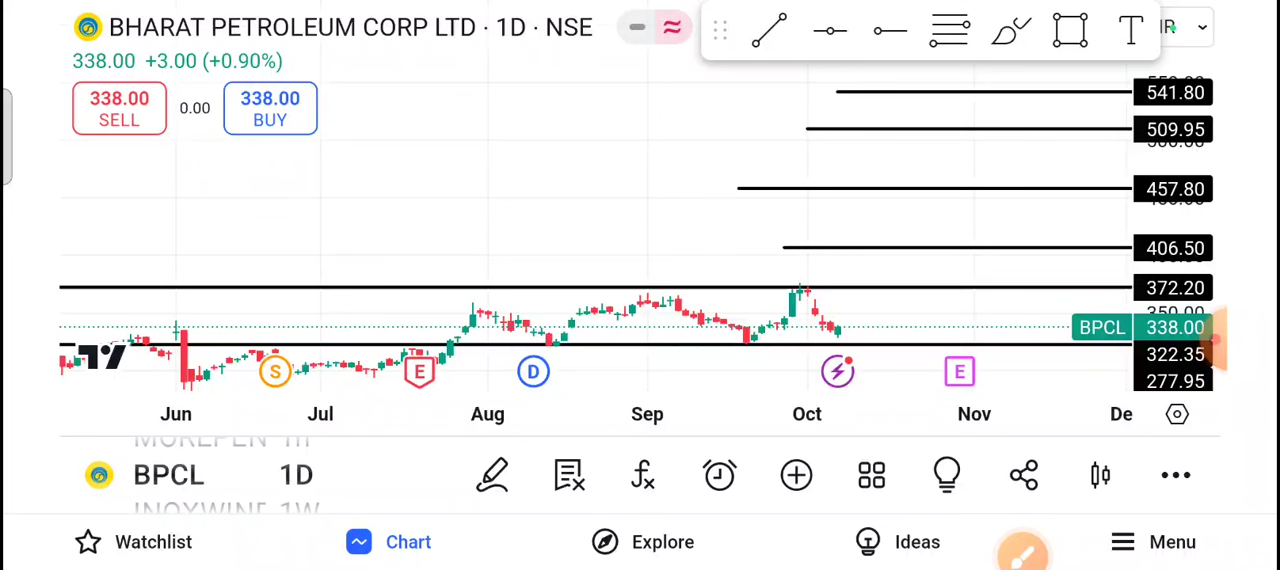 BHARAT PETROLEUM CORP LTD · 1D · NSE
338.00 +3.00 (+0.90%)
338.00 SELL
0.00
338.00 BUY
T
541.80
509.95
457.80
406.50
372.20
BPCL 338.00
322.35
277.95
S
E
D
E
Jun Jul Aug Sep Oct Nov De
BPCL 1D
Watchlist
Chart
Explore
Ideas
Menu